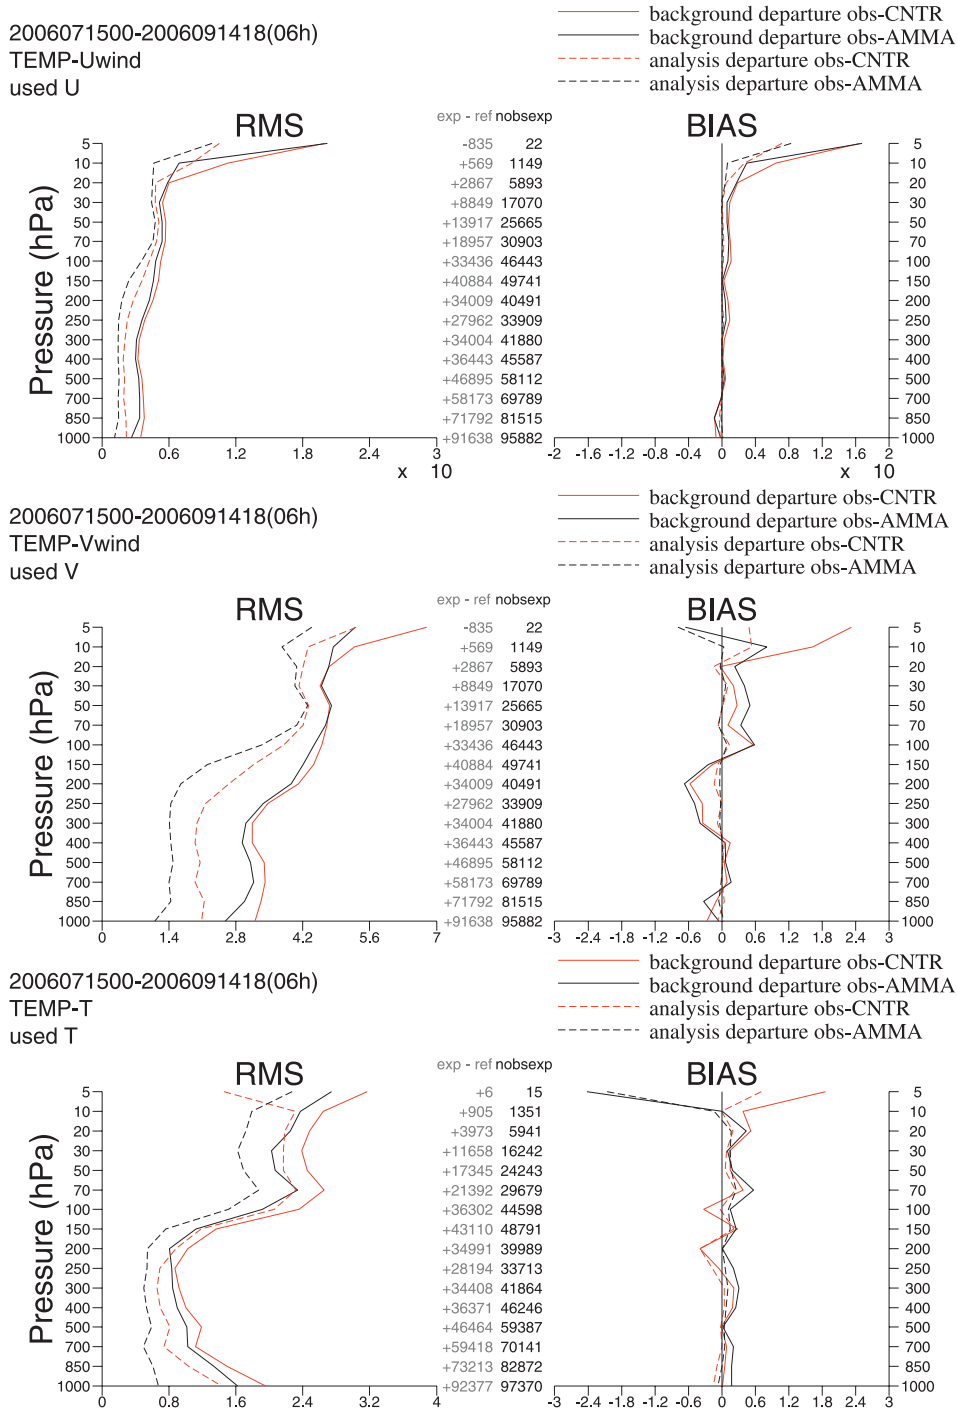 2006071500-2006091418(06h)
TEMP-Uwind
used U
background departure obs-CNTR
background departure obs-AMMA
analysis departure obs-CNTR
analysis departure obs-AMMA
RMS
exp - ref nobsexp
BIAS
Pressure (hPa)
5 -835 22 5
10 +569 1149 10
20 +2867 5893 20
30 +8849 17070 30
50 +13917 25665 50
70 +18957 30903 70
100 +33436 46443 100
150 +40884 49741 150
200 +34009 40491 200
250 +27962 33909 250
300 +34004 41880 300
400 +36443 45587 400
500 +46895 58112 500
700 +58173 69789 700
850 +71792 81515 850
1000 +91638 95882 1000
0 0.6 1.2 1.8 2.4 3 -2 -1.6 -1.2 -0.8 -0.4 0 0.4 0.8 1.2 1.6 2
x 10 x 10
2006071500-2006091418(06h)
TEMP-Vwind
used V
background departure obs-CNTR
background departure obs-AMMA
analysis departure obs-CNTR
analysis departure obs-AMMA
RMS
exp - ref nobsexp
BIAS
Pressure (hPa)
5 -835 22 5
10 +569 1149 10
20 +2867 5893 20
30 +8849 17070 30
50 +13917 25665 50
70 +18957 30903 70
100 +33436 46443 100
150 +40884 49741 150
200 +34009 40491 200
250 +27962 33909 250
300 +34004 41880 300
400 +36443 45587 400
500 +46895 58112 500
700 +58173 69789 700
850 +71792 81515 850
1000 +91638 95882 1000
0 1.4 2.8 4.2 5.6 7 -3 -2.4 -1.8 -1.2 -0.6 0 0.6 1.2 1.8 2.4 3
2006071500-2006091418(06h)
TEMP-T
used T
background departure obs-CNTR
background departure obs-AMMA
analysis departure obs-CNTR
analysis departure obs-AMMA
RMS
exp - ref nobsexp
BIAS
Pressure (hPa)
5 +6 15 5
10 +905 1351 10
20 +3973 5941 20
30 +11658 16242 30
50 +17345 24243 50
70 +21392 29679 70
100 +36302 44598 100
150 +43110 48791 150
200 +34991 39989 200
250 +28194 33713 250
300 +34408 41864 300
400 +36371 46246 400
500 +46464 59387 500
700 +59418 70141 700
850 +73213 82872 850
1000 +92377 97370 1000
0 0.8 1.6 2.4 3.2 4 -3 -2.4 -1.8 -1.2 -0.6 0 0.6 1.2 1.8 2.4 3